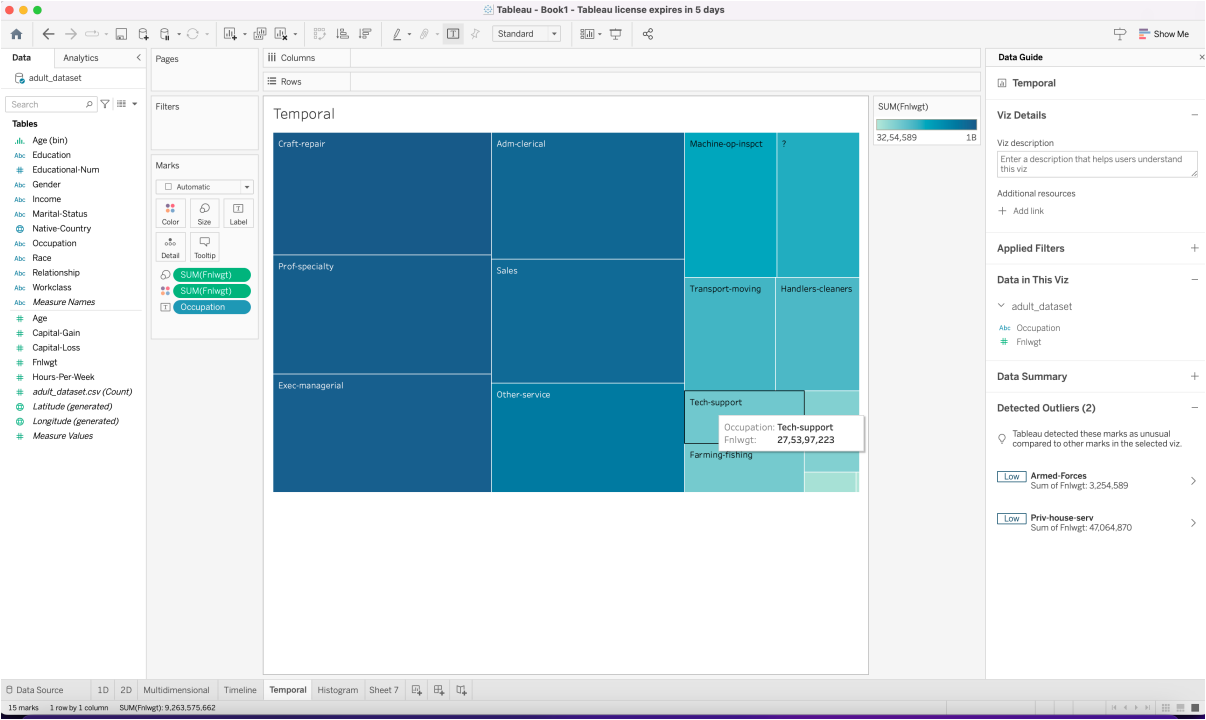 Tableau - Book1 - Tableau license expires in 5 days
Standard
Show Me
Data
Analytics
adult_dataset
Search
Tables
Age (bin)
Abc Education
Educational-Num
Abc Gender
Abc Income
Abc Marital-Status
Native-Country
Abc Occupation
Abc Race
Abc Relationship
Abc Workclass
Abc Measure Names
Age
Capital-Gain
Capital-Loss
Fnlwgt
Hours-Per-Week
adult_dataset.csv (Count)
Latitude (generated)
Longitude (generated)
Measure Values
Pages
Filters
Marks
Automatic
Color
Size
Label
Detail
Tooltip
SUM(Fnlwgt)
SUM(Fnlwgt)
Occupation
Columns
Rows
Temporal
Craft-repair
Adm-clerical
Machine-op-inspct
?
Prof-specialty
Sales
Transport-moving
Handlers-cleaners
Exec-managerial
Other-service
Tech-support
Occupation: Tech-support
Fnlwgt: 27,53,97,223
Farming-fishing
SUM(Fnlwgt)
32,54,589 1B
Data Guide
Temporal
Viz Details
Viz description
Enter a description that helps users understand
this viz
Additional resources
Add link
Applied Filters
Data in This Viz
adult_dataset
Abc Occupation
Fnlwgt
Data Summary
Detected Outliers (2)
Tableau detected these marks as unusual
compared to other marks in the selected viz.
Low Armed-Forces
Sum of Fnlwgt: 3,254,589
Low Priv-house-serv
Sum of Fnlwgt: 47,064,870
Data Source
1D
2D
Multidimensional
Timeline
Temporal
Histogram
Sheet 7
15 marks 1 row by 1 column SUM(Fnlwgt): 9,263,575,662